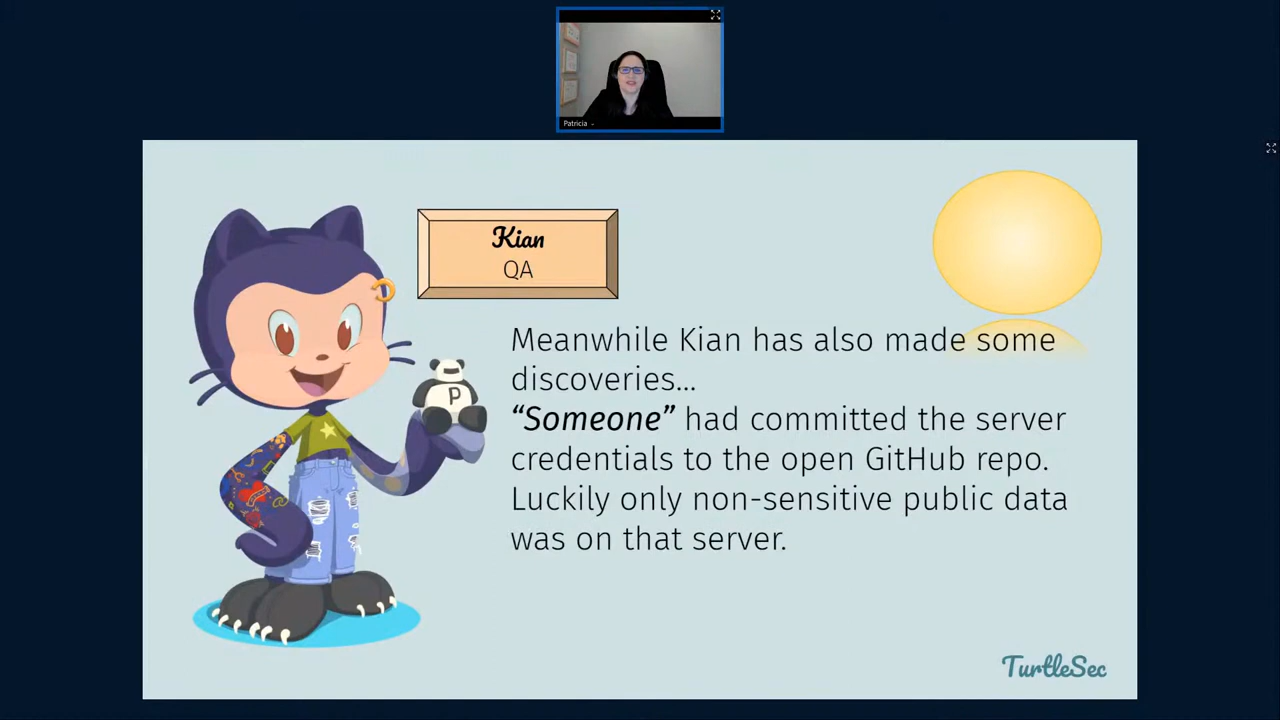 Patricia
Kian
QA
Meanwhile Kian has also made some
discoveries...
“Someone” had committed the server
credentials to the open GitHub repo.
Luckily only non-sensitive public data
was on that server.
P
TurtleSec